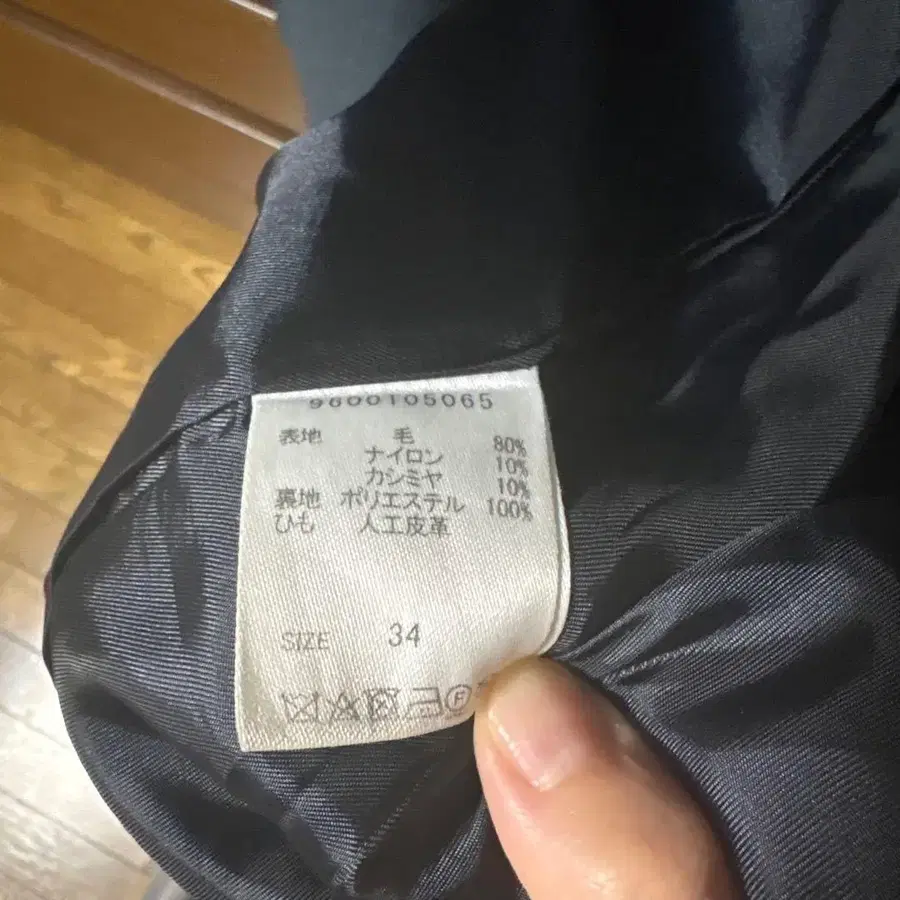 9600105065
表地 毛 80%
ナイロン 10%
カシミヤ 10%
裏地 ポリエステル 100%
ひも 人工皮革
SIZE 34
F